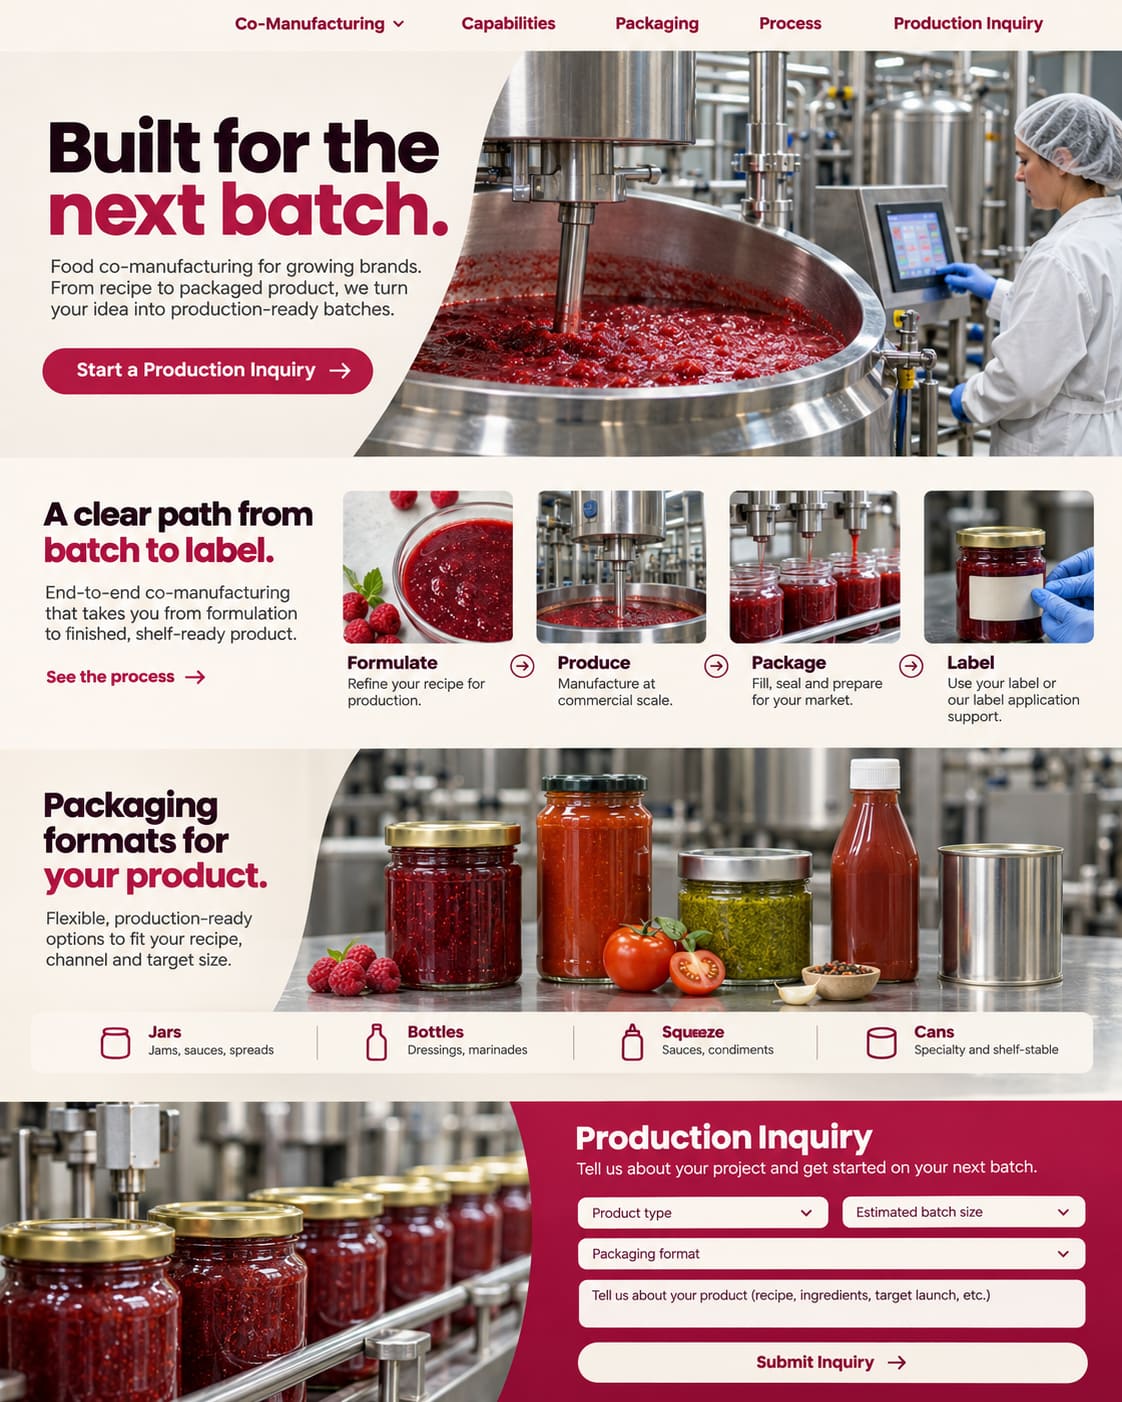 Co-Manufacturing
Capabilities
Packaging
Process
Production Inquiry
Built for the
next batch.
Food co-manufacturing for growing brands.
From recipe to packaged product, we turn
your idea into production-ready batches.
Start a Production Inquiry →
A clear path from
batch to label.
End-to-end co-manufacturing
that takes you from formulation
to finished, shelf-ready product.
See the process →
Formulate
Refine your recipe for
production.
Produce
Manufacture at
commercial scale.
Package
Fill, seal and prepare
for your market.
Label
Use your label or
our label application
support.
Packaging
formats for
your product.
Flexible, production-ready
options to fit your recipe,
channel and target size.
Jars
Jams, sauces, spreads
Bottles
Dressings, marinades
Squeeze
Sauces, condiments
Cans
Specialty and shelf-stable
Production Inquiry
Tell us about your project and get started on your next batch.
Product type
Estimated batch size
Packaging format
Tell us about your product (recipe, ingredients, target launch, etc.)
Submit Inquiry →